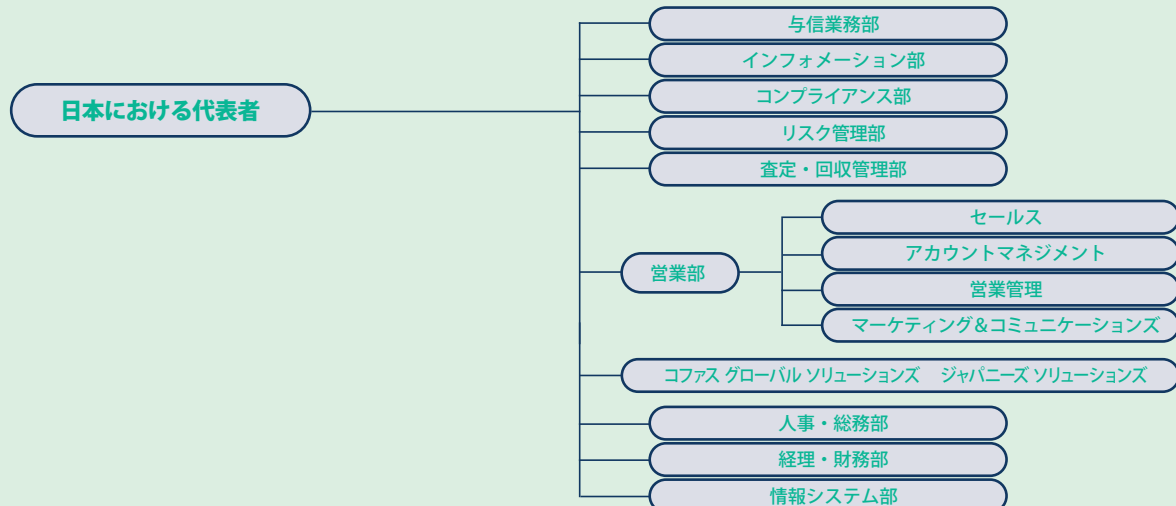 日本における代表者
与信業務部
インフォメーション部
コンプライアンス部
リスク管理部
査定・回収管理部
営業部
セールス
アカウントマネジメント
営業管理
マーケティング＆コミュニケーションズ
コファス グローバル ソリューションズ　ジャパニーズ ソリューションズ
人事・総務部
経理・財務部
情報システム部